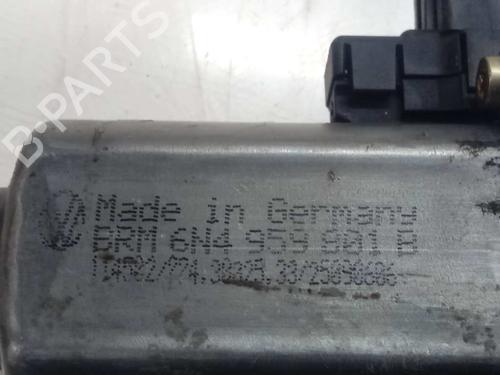 B-PARTS
Made in Germany
BRM 6N4 959 801 B